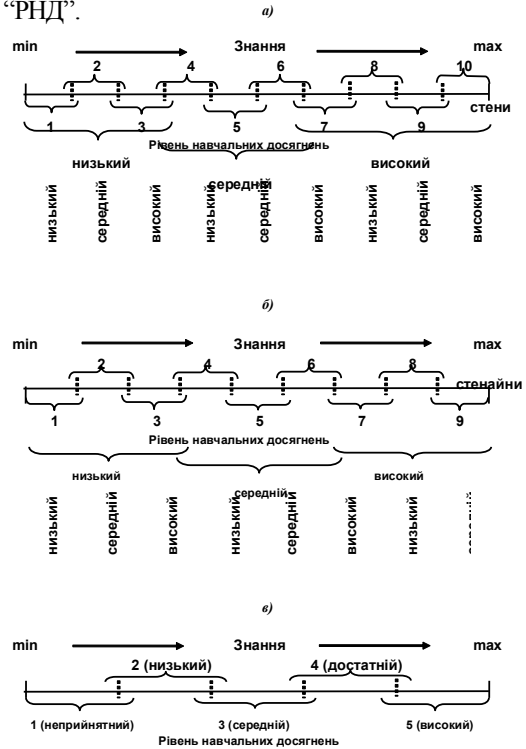 “РНД”.
а)
min Знання max
2 4 6 8 10
стени
1 3 5 7 9
Рівень навчальних досягнень
низький високий
середній
низький середній високий низький середній високий низький середній високий
б)
min Знання max
2 4 6 8
стенайни
1 3 5 7 9
Рівень навчальних досягнень
низький високий
середній
низький середній високий низький середній високий низький
в)
min Знання max
2 (низький) 4 (достатній)
1 (неприйнятний) 3 (середній) 5 (високий)
Рівень навчальних досягнень